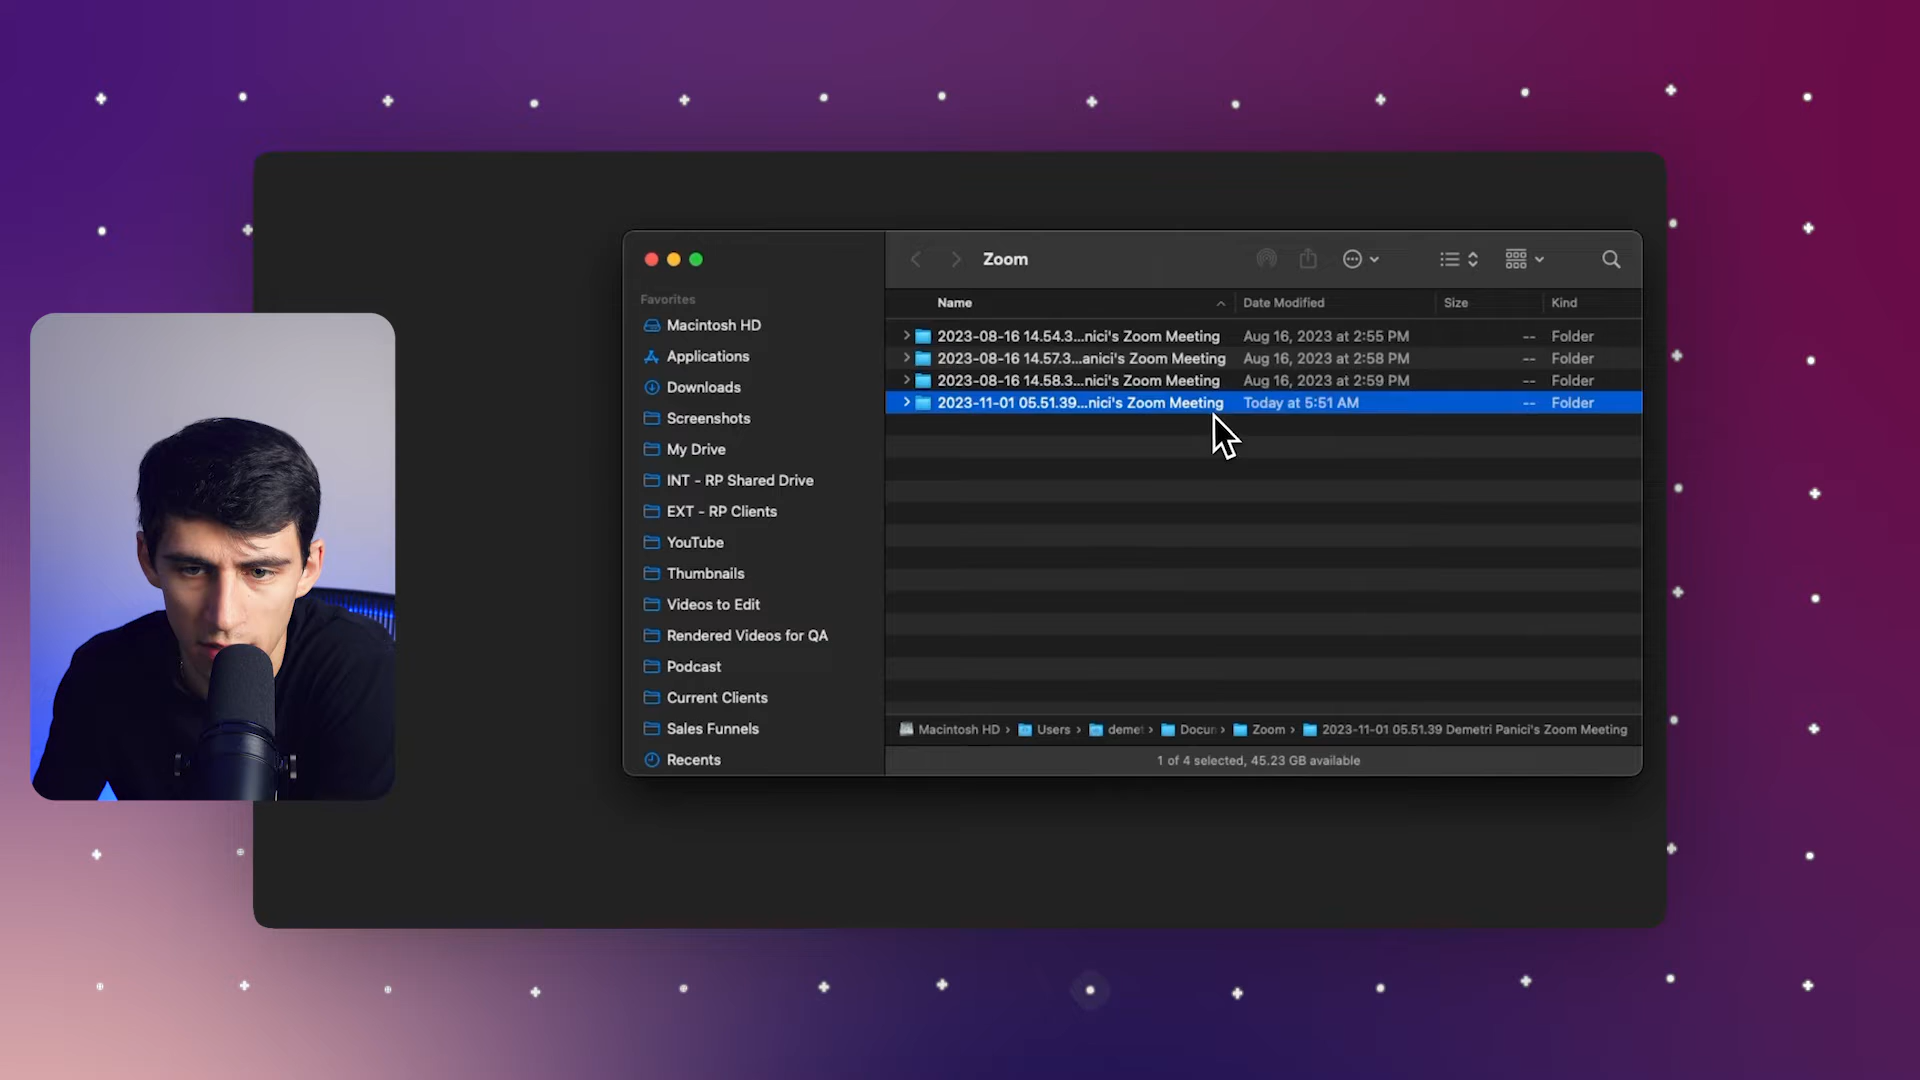 Zoom
Favorites
Macintosh HD
Applications
Downloads
Screenshots
My Drive
INT - RP Shared Drive
EXT - RP Clients
YouTube
Thumbnails
Videos to Edit
Rendered Videos for QA
Podcast
Current Clients
Sales Funnels
Recents
Name Date Modified Size Kind
2023-08-16 14.54.3...nici's Zoom Meeting Aug 16, 2023 at 2:55 PM -- Folder
2023-08-16 14.57.3...anici's Zoom Meeting Aug 16, 2023 at 2:58 PM -- Folder
2023-08-16 14.58.3...nici's Zoom Meeting Aug 16, 2023 at 2:59 PM -- Folder
2023-11-01 05.51.39...nici's Zoom Meeting Today at 5:51 AM -- Folder
Macintosh HD › Users › demet › Docun › Zoom › 2023-11-01 05.51.39 Demetri Panici's Zoom Meeting
1 of 4 selected, 45.23 GB available